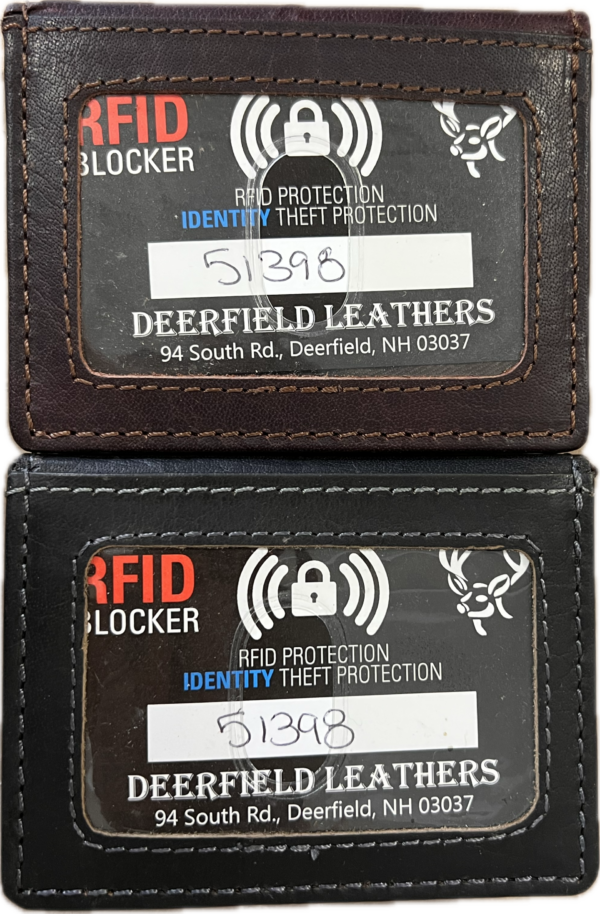 RFID
BLOCKER
RFID PROTECTION
IDENTITY THEFT PROTECTION
51398
DEERFIELD LEATHERS
94 South Rd., Deerfield, NH 03037
RFID
BLOCKER
RFID PROTECTION
IDENTITY THEFT PROTECTION
51398
DEERFIELD LEATHERS
94 South Rd., Deerfield, NH 03037